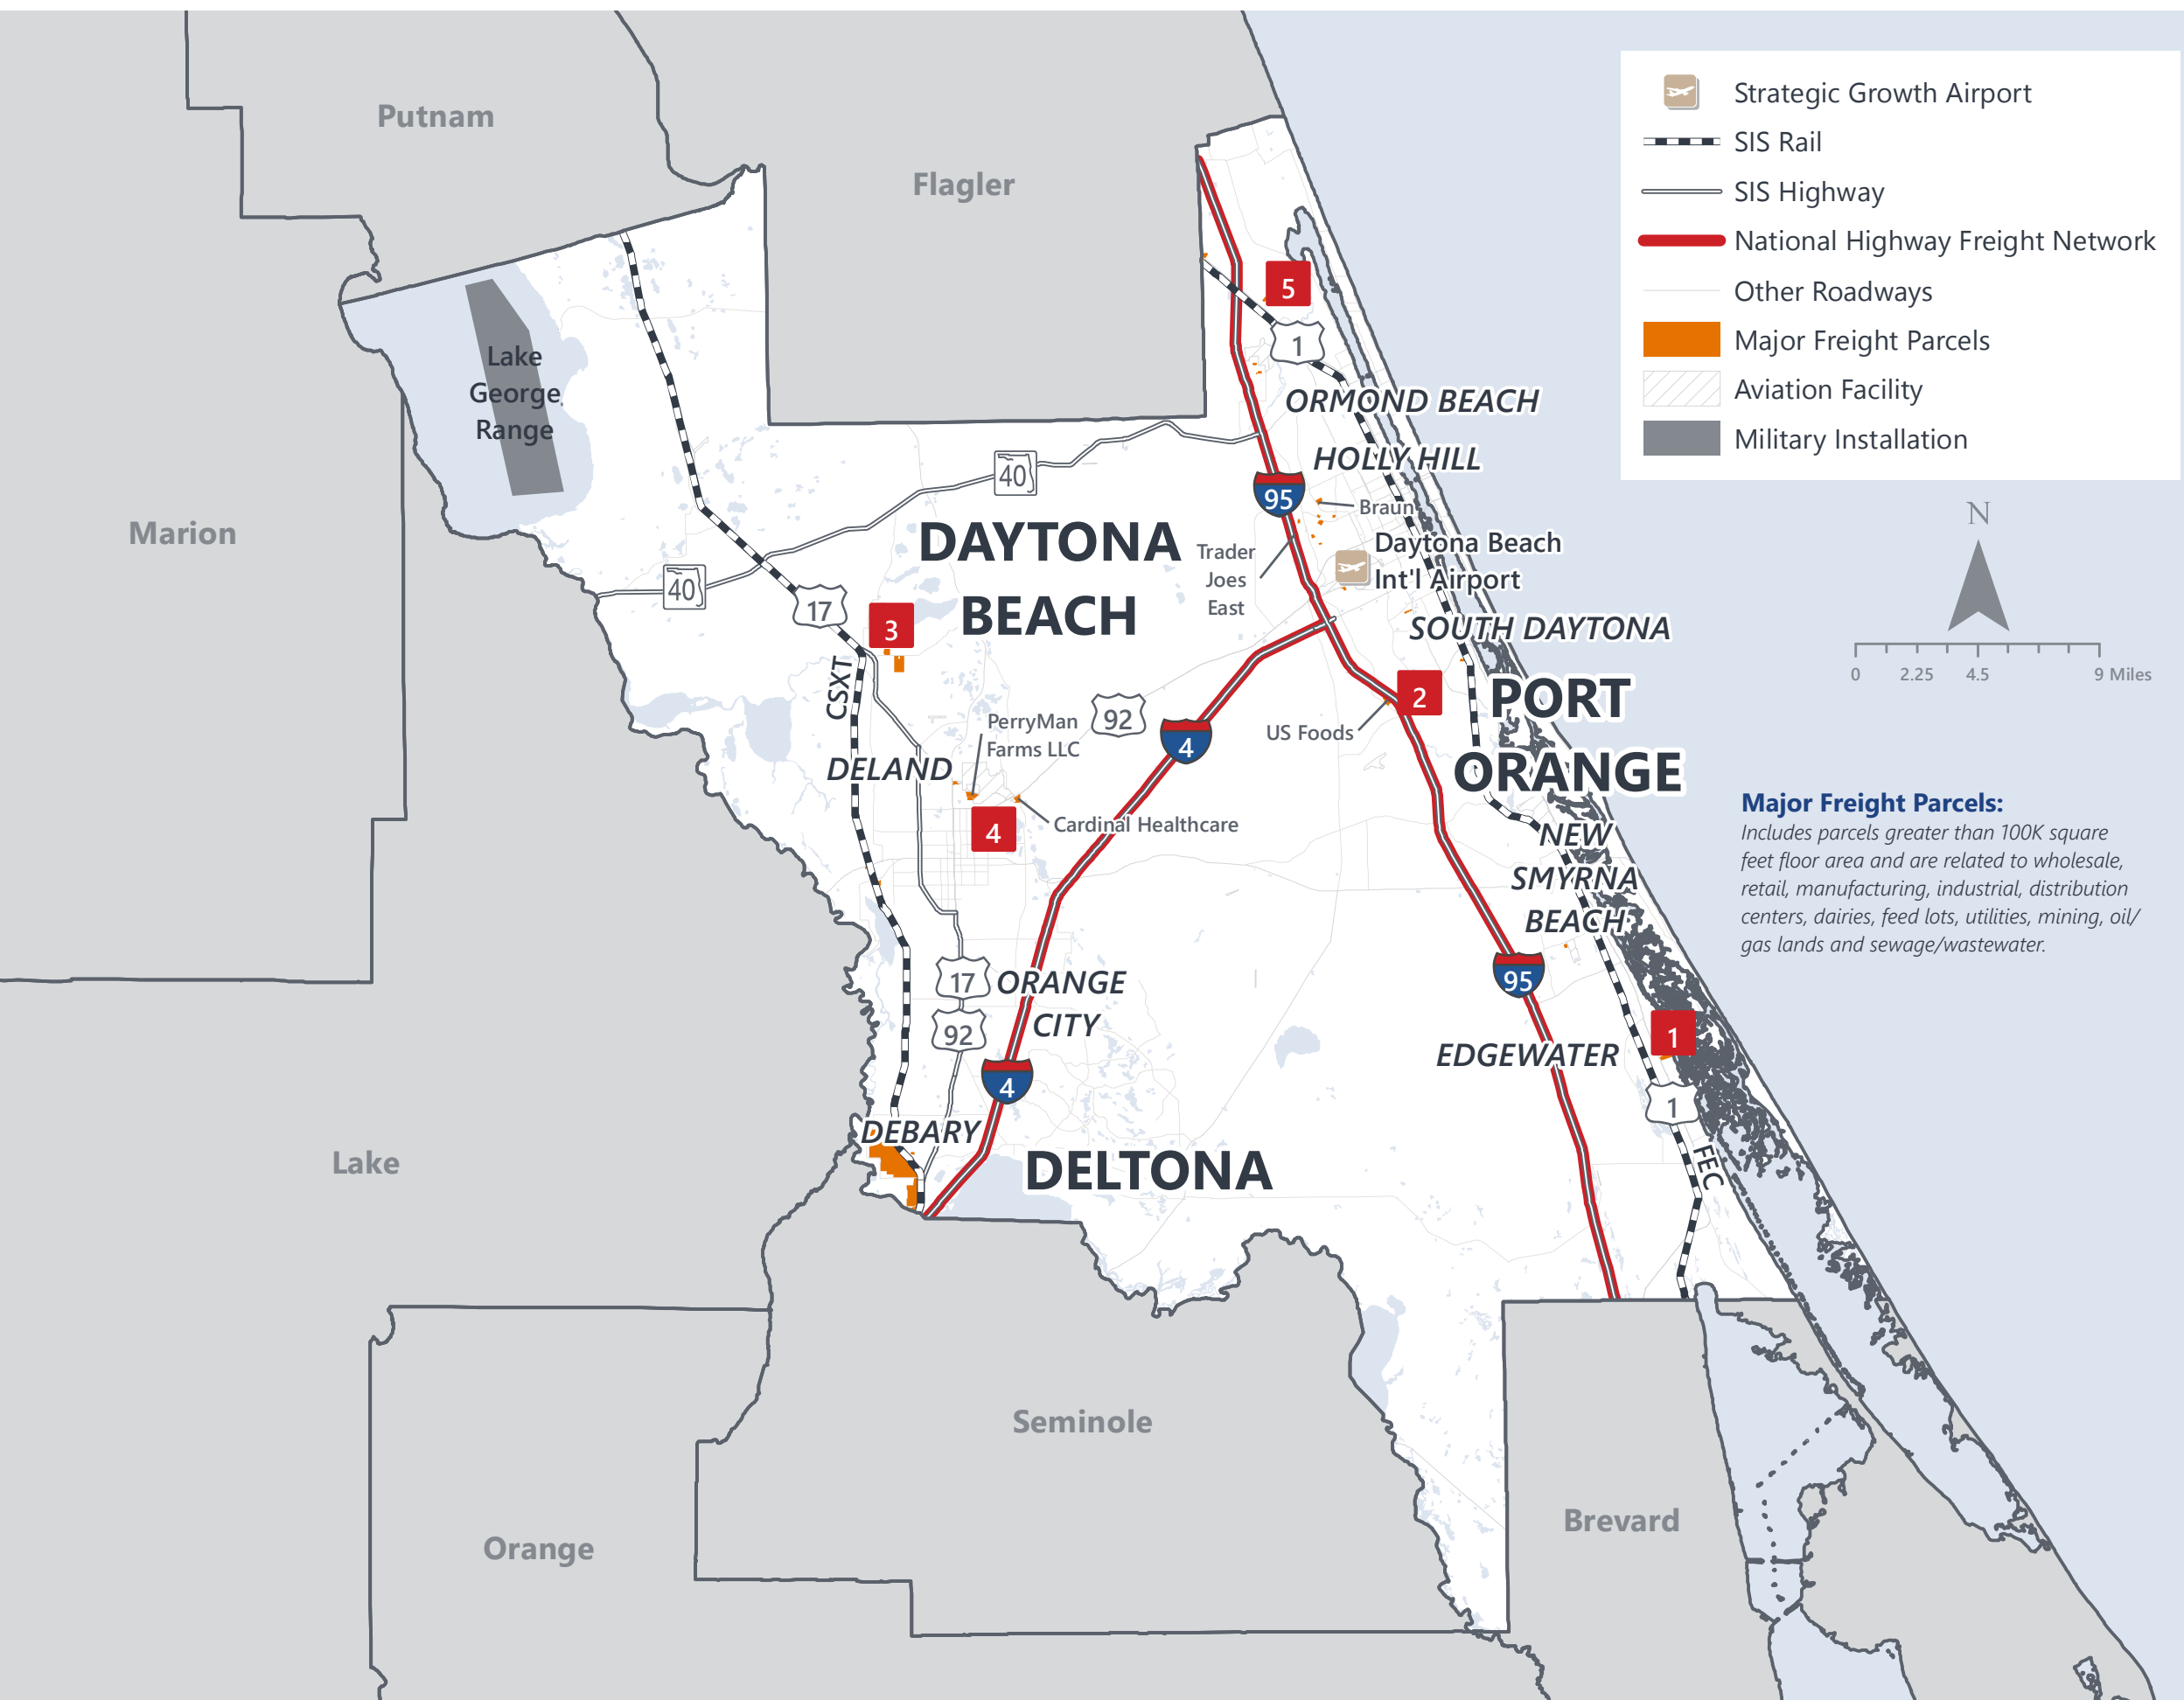 Putnam
Flagler
Marion
Lake
Orange
Seminole
Brevard
Lake
George
Range
Strategic Growth Airport
SIS Rail
SIS Highway
National Highway Freight Network
Other Roadways
Major Freight Parcels
Aviation Facility
Military Installation
N
0 2.25 4.5 9 Miles
Major Freight Parcels:
Includes parcels greater than 100K square
feet floor area and are related to wholesale,
retail, manufacturing, industrial, distribution
centers, dairies, feed lots, utilities, mining, oil/
gas lands and sewage/wastewater.
5
1
ORMOND BEACH
HOLLY HILL
40
95
Braun
DAYTONA
BEACH
Trader
Joes
East
Daytona Beach
Int'l Airport
40
17
3
SOUTH DAYTONA
CSXT
2
PORT
ORANGE
92
4
US Foods
PerryMan
Farms LLC
DELAND
4
Cardinal Healthcare
NEW
SMYRNA
BEACH
17
92
ORANGE
CITY
95
1
EDGEWATER
4
1
DEBARY
DELTONA
FEC